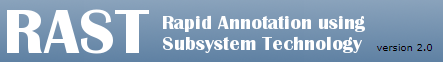 RAST Rapid Annotation using
Subsystem Technology version 2.0